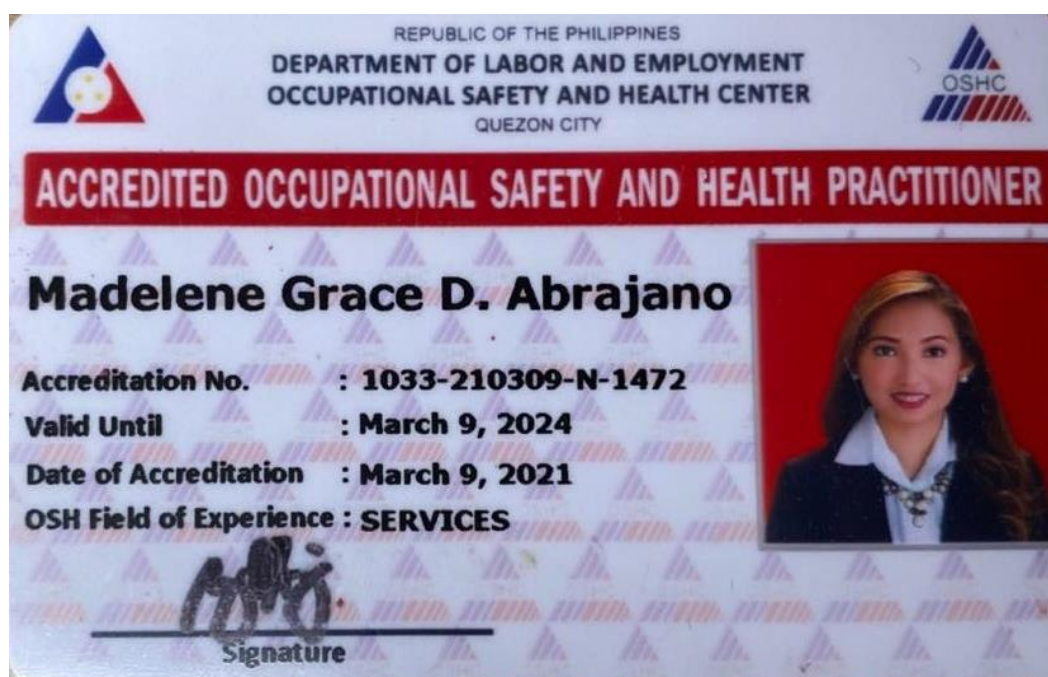 REPUBLIC OF THE PHILIPPINES
DEPARTMENT OF LABOR AND EMPLOYMENT
OCCUPATIONAL SAFETY AND HEALTH CENTER
QUEZON CITY
OSHC
ACCREDITED OCCUPATIONAL SAFETY AND HEALTH PRACTITIONER
Madelene Grace D. Abrajano
Accreditation No. : 1033-210309-N-1472
Valid Until : March 9, 2024
Date of Accreditation : March 9, 2021
OSH Field of Experience : SERVICES
Signature